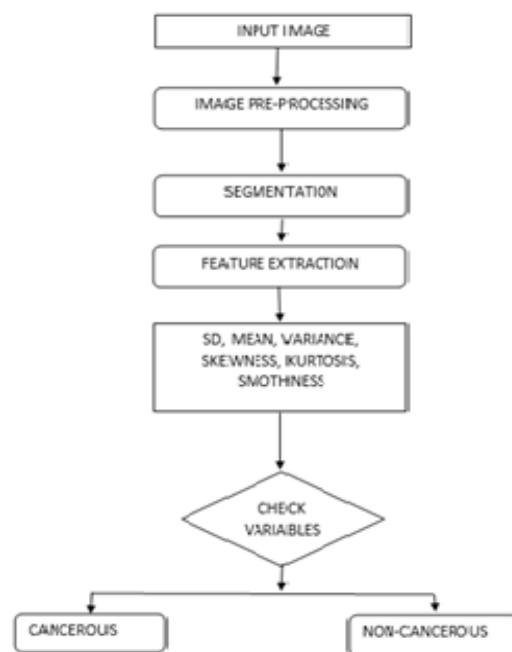 INPUT IMAGE
IMAGE PRE-PROCESSING
SEGMENTATION
FEATURE EXTRACTION
SD, MEAN, VARIANCE,
SKEWNESS, KURTOSIS,
SMOTHINESS
CHECK
VARIABLES
CANCEROUS
NON-CANCEROUS